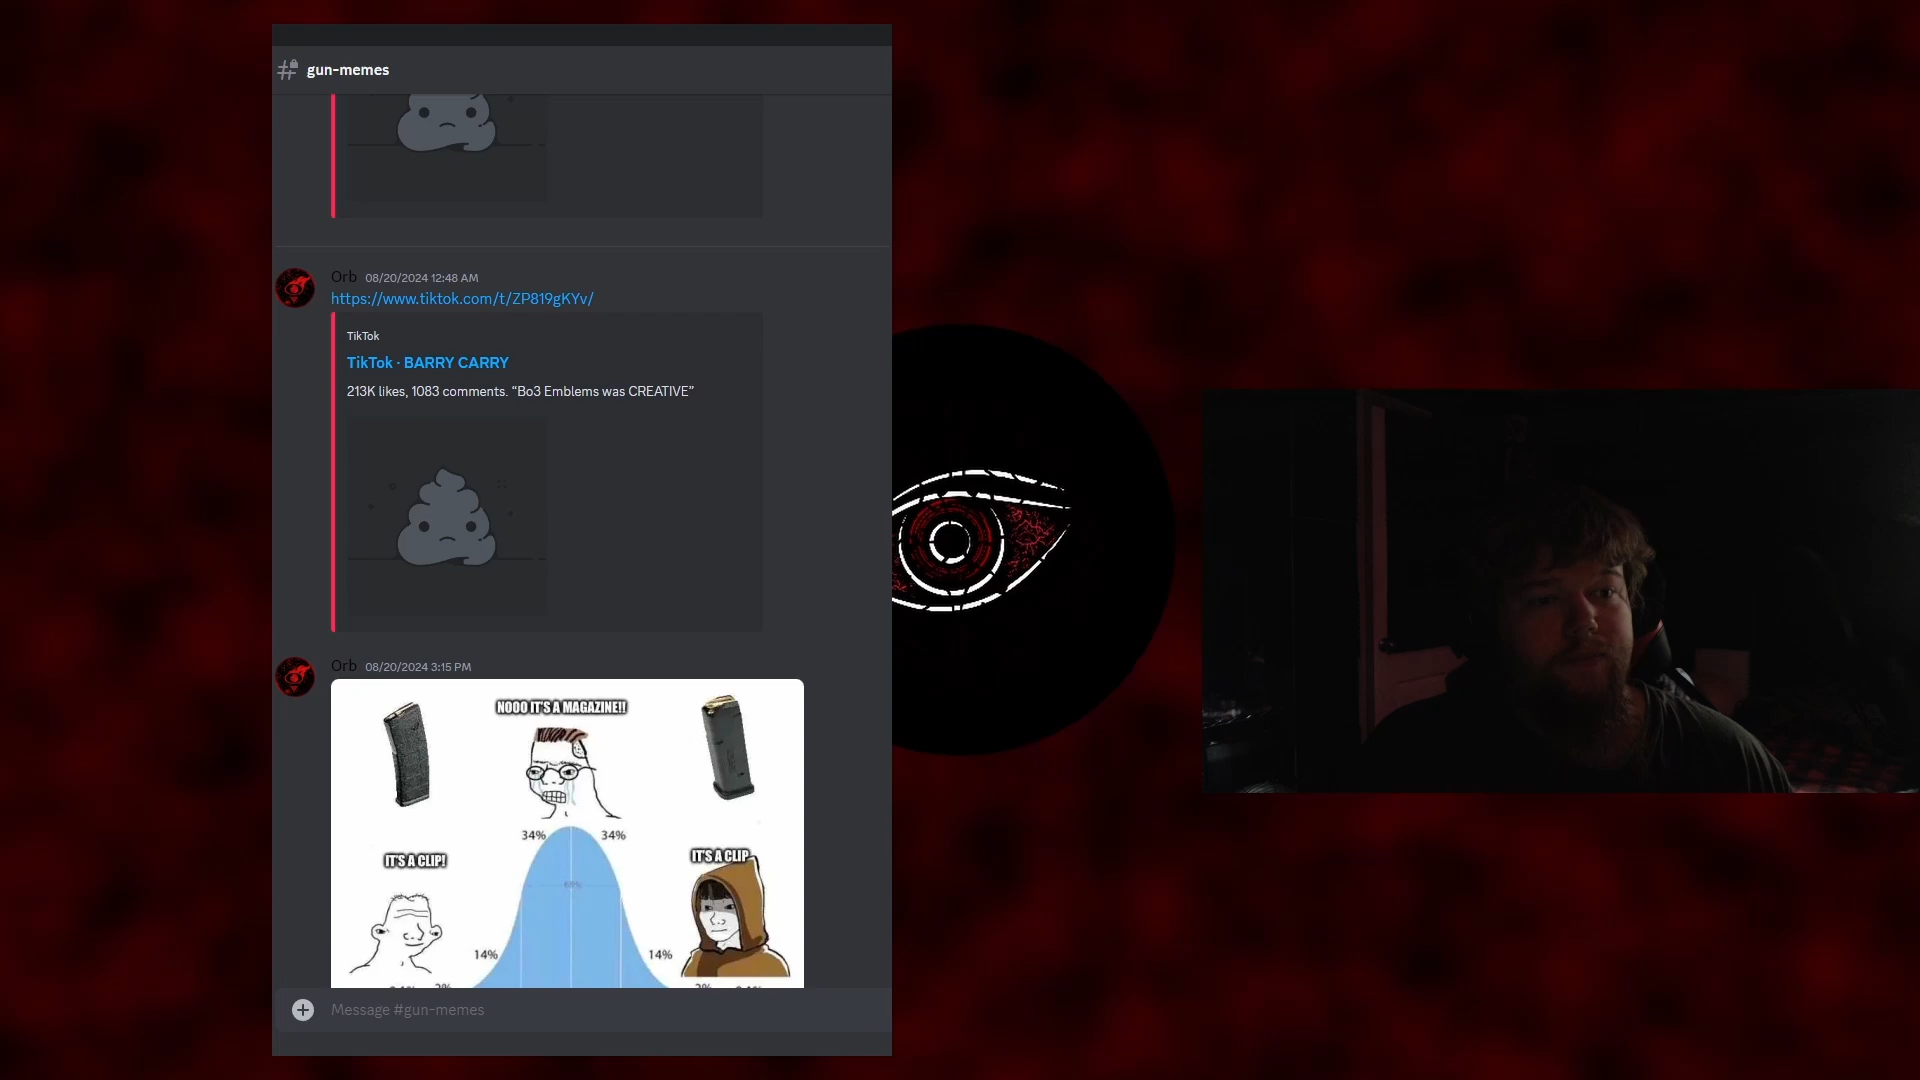 gun-memes
Orb 08/20/2024 12:48 AM
https://www.tiktok.com/t/ZP819gKYv/
TikTok
TikTok · BARRY CARRY
213K likes, 1083 comments. “Bo3 Emblems was CREATIVE”
Orb 08/20/2024 3:15 PM
NOOO IT'S A MAGAZINE!!
34% 34%
IT'S A CLIP! IT'S A CLIP
68%
14% 14%
Message #gun-memes